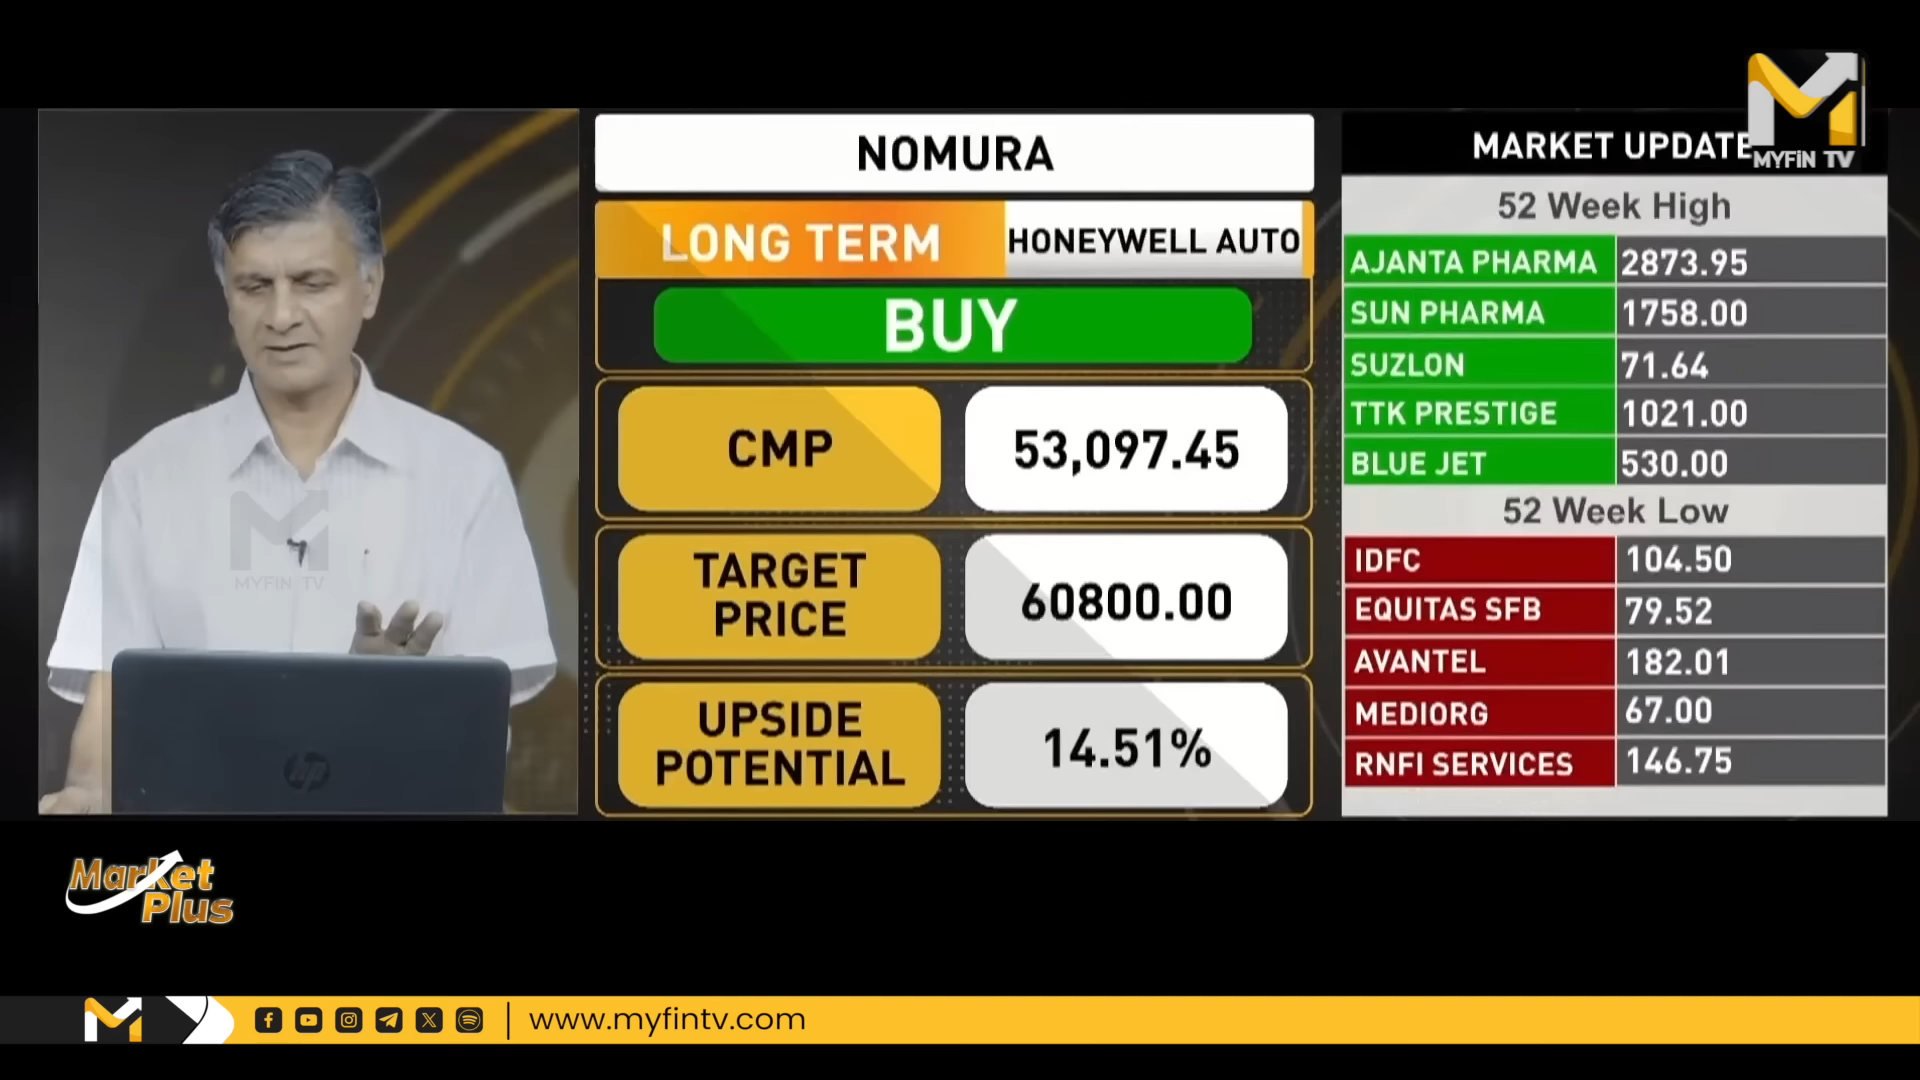 NOMURA
LONG TERM
HONEYWELL AUTO
BUY
CMP
53,097.45
TARGET
PRICE
60800.00
UPSIDE
POTENTIAL
14.51%
MARKET UPDATE
MYFiN TV
52 Week High
AJANTA PHARMA 2873.95
SUN PHARMA 1758.00
SUZLON 71.64
TTK PRESTIGE 1021.00
BLUE JET 530.00
52 Week Low
IDFC 104.50
EQUITAS SFB 79.52
AVANTEL 182.01
MEDIORG 67.00
RNFI SERVICES 146.75
MYFIN TV
hp
Market
Plus
www.myfintv.com